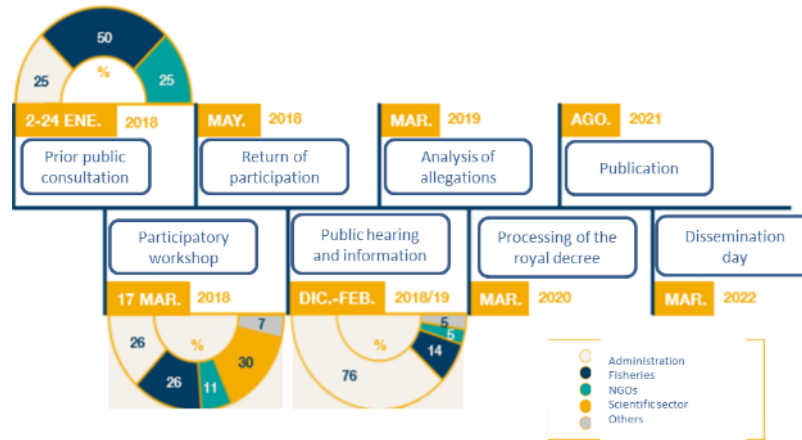 50
25
%
25
2-24 ENE. 2018
MAY. 2018
MAR. 2019
AGO. 2021
Prior public
consultation
Return of
participation
Analysis of
allegations
Publication
Participatory
workshop
Public hearing
and information
Processing of the
royal decree
Dissemination
day
17 MAR. 2018
DIC.-FEB. 2018/19
MAR. 2020
MAR. 2022
26
%
7
30
26
11
%
5
5
14
76
Administration
Fisheries
NGOs
Scientific sector
Others